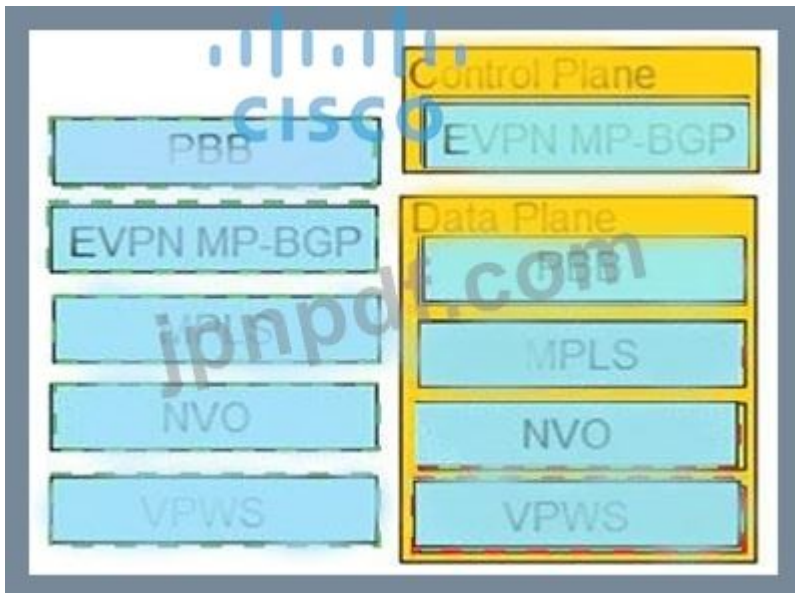 CISCO
PBB
EVPN MP-BGP
MPLS
NVO
VPWS
Control Plane
EVPN MP-BGP
Data Plane
PBB
MPLS
NVO
VPWS
jpnpdf.com